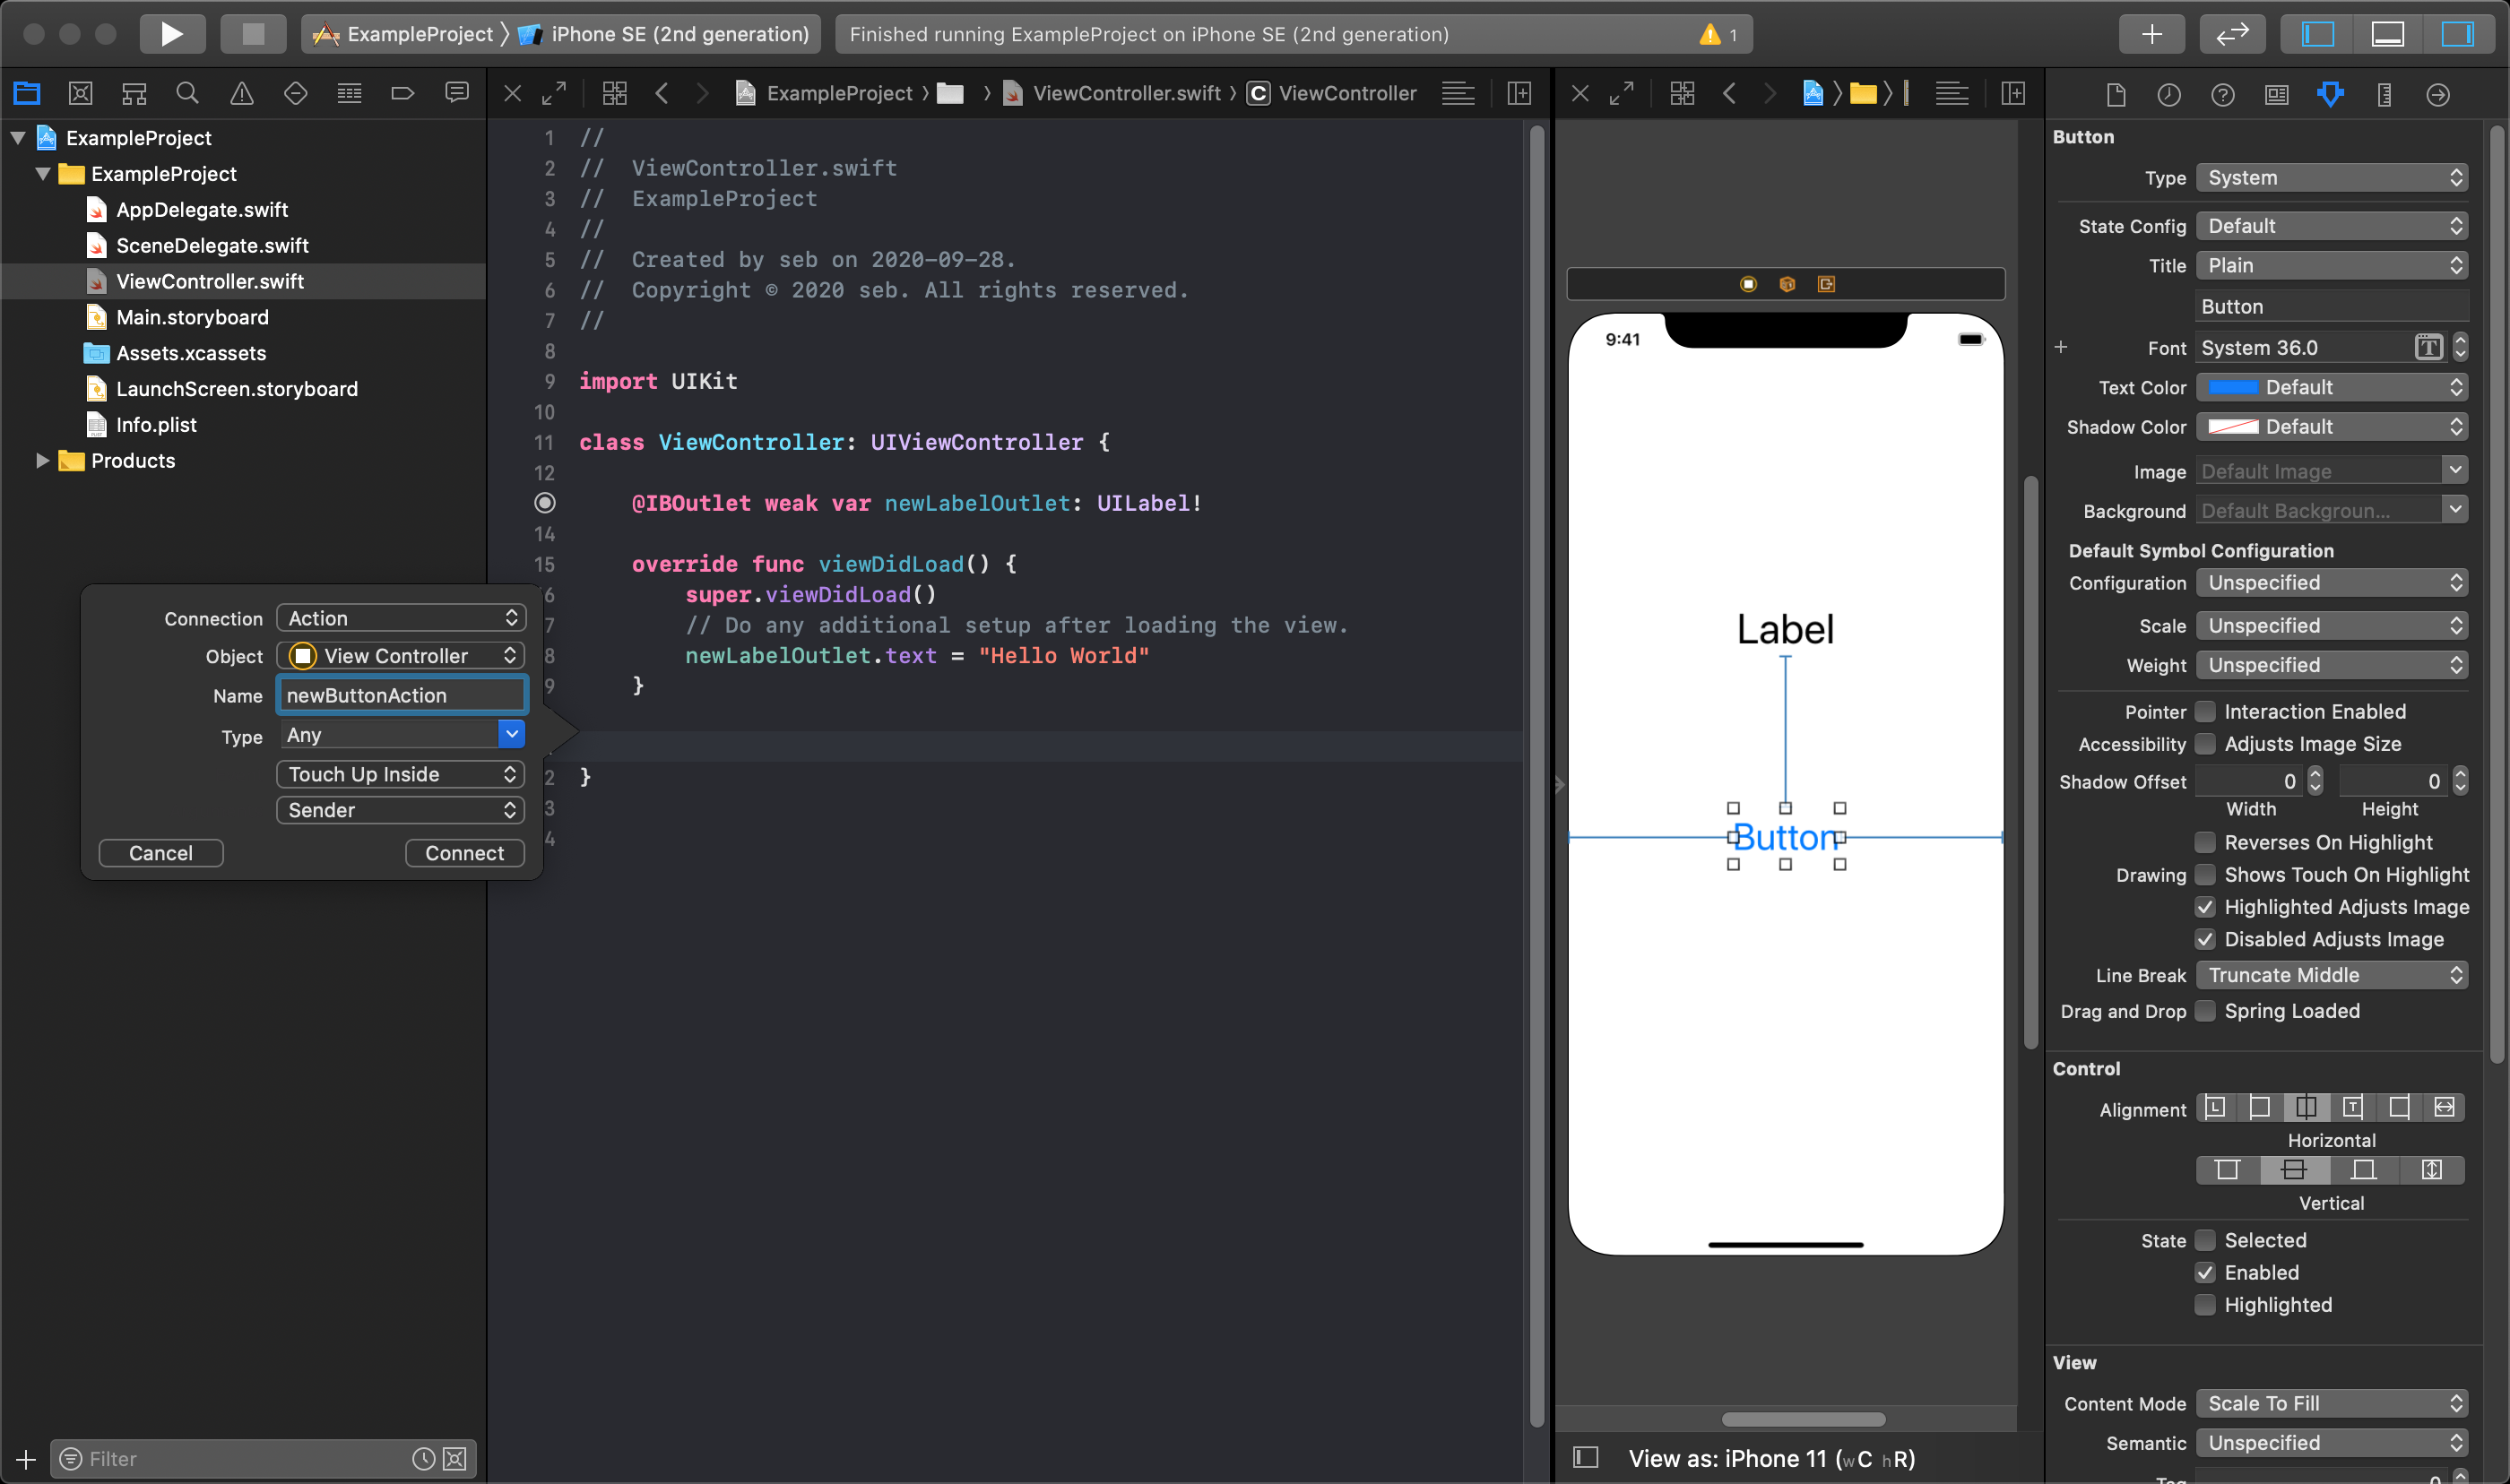 ExampleProject 〉 iPhone SE (2nd generation)
Finished running ExampleProject on iPhone SE (2nd generation)
1
ExampleProject
ExampleProject
AppDelegate.swift
SceneDelegate.swift
ViewController.swift
Main.storyboard
Assets.xcassets
LaunchScreen.storyboard
Info.plist
Products
Filter
Connection Action
Object View Controller
Name newButtonAction
Type Any
Touch Up Inside
Sender
Cancel Connect
ExampleProject 〉 〉 ViewController.swift 〉 C ViewController
1 //
2 //  ViewController.swift
3 //  ExampleProject
4 //
5 //  Created by seb on 2020-09-28.
6 //  Copyright © 2020 seb. All rights reserved.
7 //
8
9 import UIKit
10
11 class ViewController: UIViewController {
12
@IBOutlet weak var newLabelOutlet: UILabel!
14
15 override func viewDidLoad() {
6 super.viewDidLoad()
7 // Do any additional setup after loading the view.
8 newLabelOutlet.text = "Hello World"
9 }
2 }
3
4
9:41
Label
Button
View as: iPhone 11 (wC hR)
Button
Type System
State Config Default
Title Plain
Button
Font System 36.0
Text Color Default
Shadow Color Default
Image Default Image
Background Default Backgroun...
Default Symbol Configuration
Configuration Unspecified
Scale Unspecified
Weight Unspecified
Pointer Interaction Enabled
Accessibility Adjusts Image Size
Shadow Offset 0 0
Width Height
Reverses On Highlight
Drawing Shows Touch On Highlight
Highlighted Adjusts Image
Disabled Adjusts Image
Line Break Truncate Middle
Drag and Drop Spring Loaded
Control
Alignment
Horizontal
Vertical
State Selected
Enabled
Highlighted
View
Content Mode Scale To Fill
Semantic Unspecified